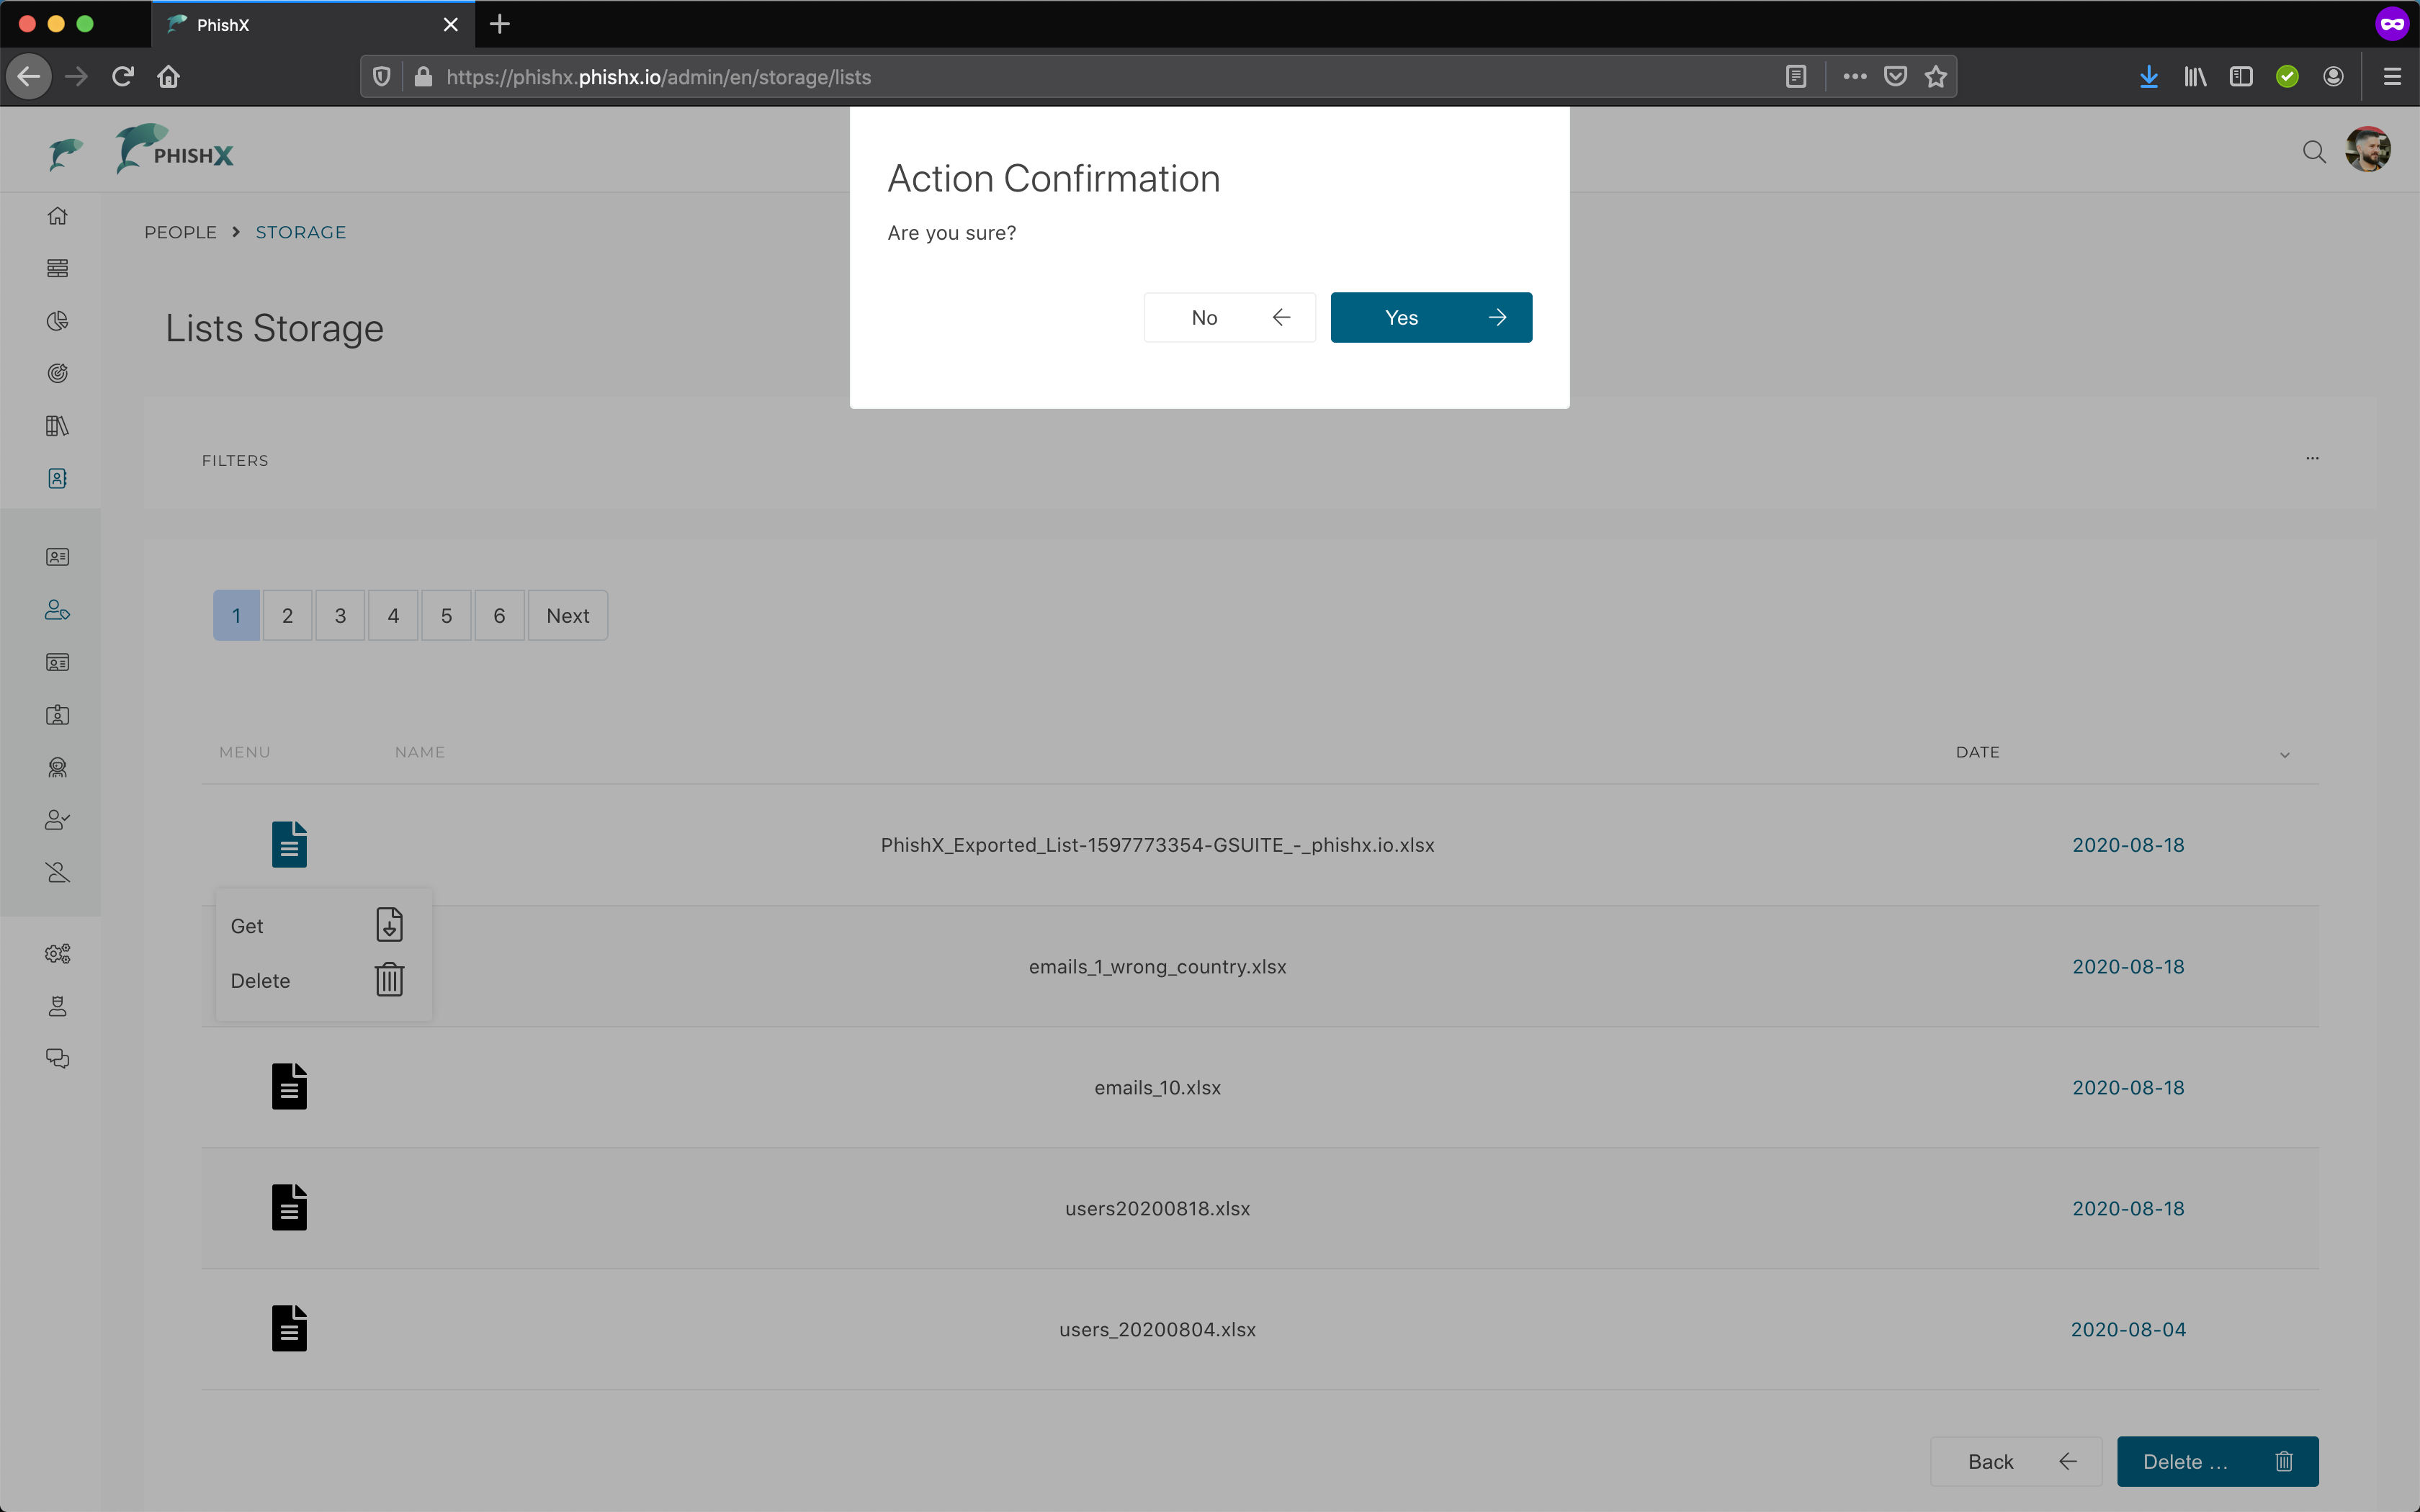 PhishX
https://phishx.phishx.io/admin/en/storage/lists
PHISHX
Action Confirmation
Are you sure?
No
Yes
PEOPLE
STORAGE
Lists Storage
FILTERS
...
1
2
3
4
5
6
Next
MENU
NAME
DATE
PhishX_Exported_List-1597773354-GSUITE_-_phishx.io.xlsx
2020-08-18
Get
Delete
emails_1_wrong_country.xlsx
2020-08-18
emails_10.xlsx
2020-08-18
users20200818.xlsx
2020-08-18
users_20200804.xlsx
2020-08-04
Back
Delete ...